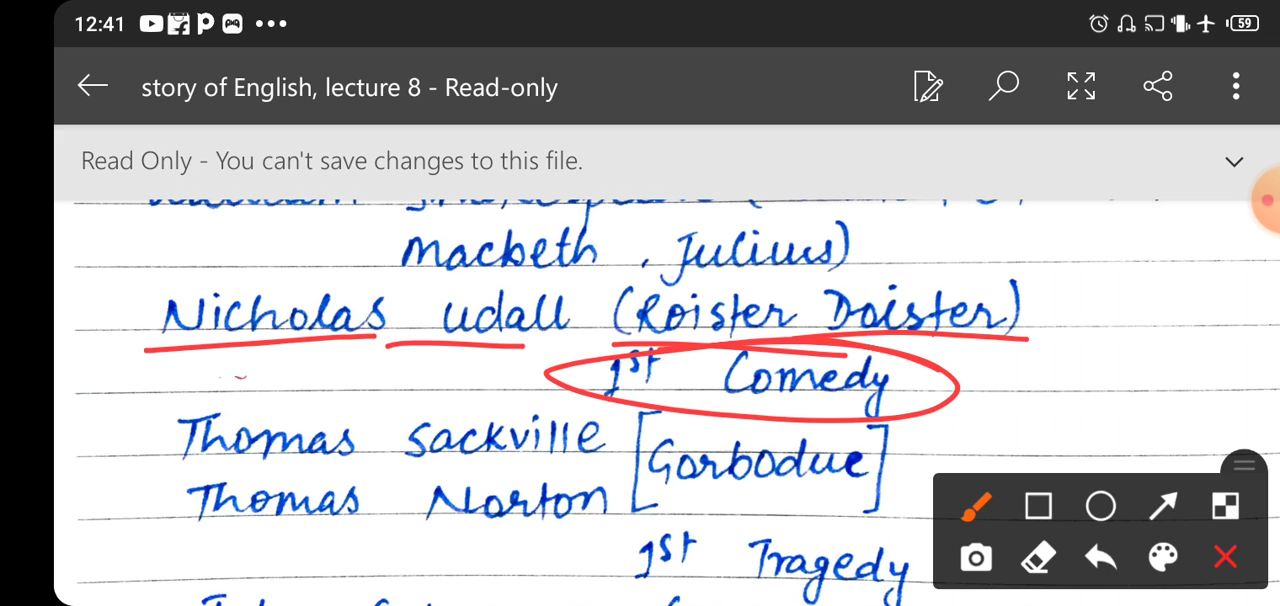 12:41
59
story of English, lecture 8 - Read-only
Read Only - You can't save changes to this file.
Macbeth , Julius)
Nicholas Udall (Roister Doister)
1st Comedy
Thomas Sackville [Gorboduc]
Thomas Norton
1st Tragedy